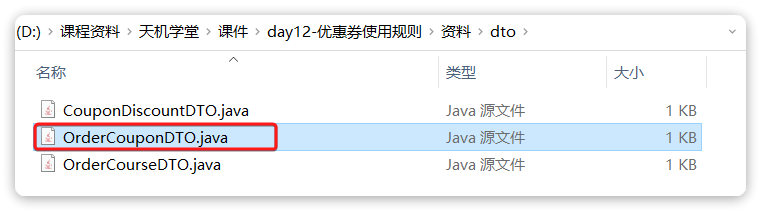 (D:) › 课程资料 › 天机学堂 › 课件 › day12-优惠券使用规则 › 资料 › dto ›
名称 类型 大小
CouponDiscountDTO.java Java 源文件 1 KB
OrderCouponDTO.java Java 源文件 1 KB
OrderCourseDTO.java Java 源文件 1 KB